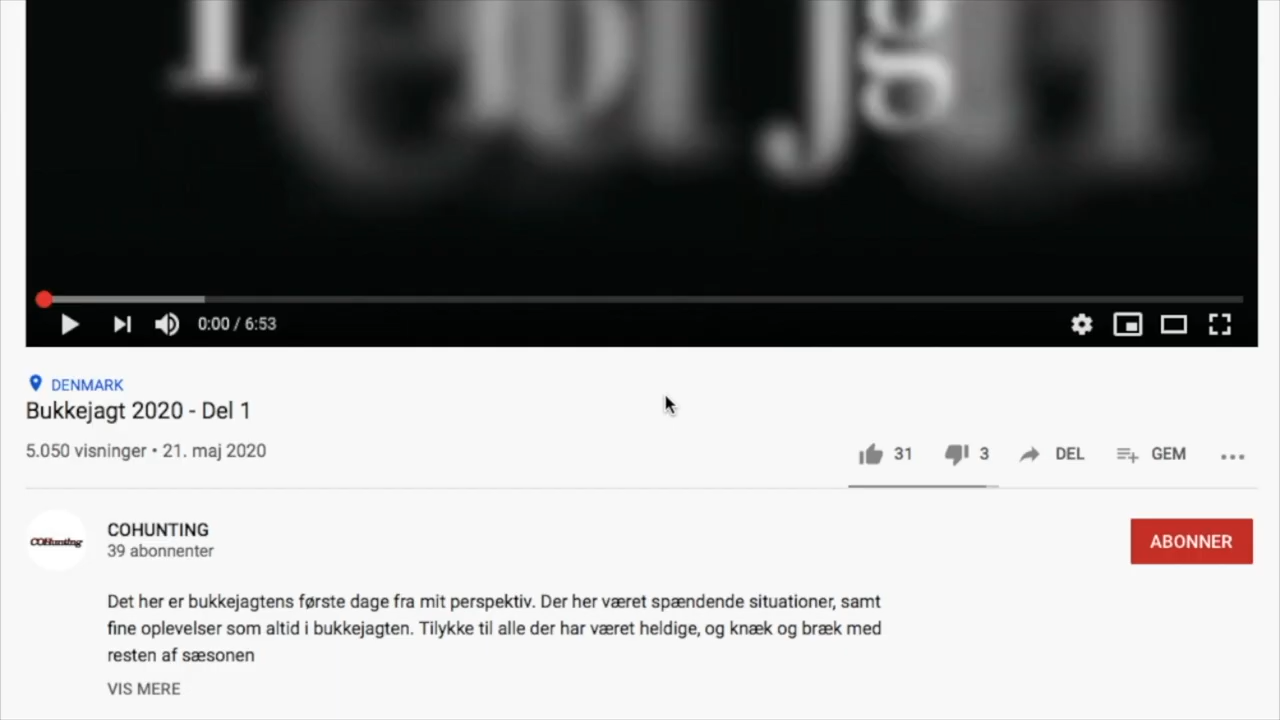 0:00 / 6:53
DENMARK
Bukkejagt 2020 - Del 1
5.050 visninger • 21. maj 2020
31 3 DEL GEM
COHunting
COHUNTING
39 abonnenter
ABONNER
Det her er bukkejagtens første dage fra mit perspektiv. Der her været spændende situationer, samt
fine oplevelser som altid i bukkejagten. Tilykke til alle der har været heldige, og knæk og bræk med
resten af sæsonen
VIS MERE